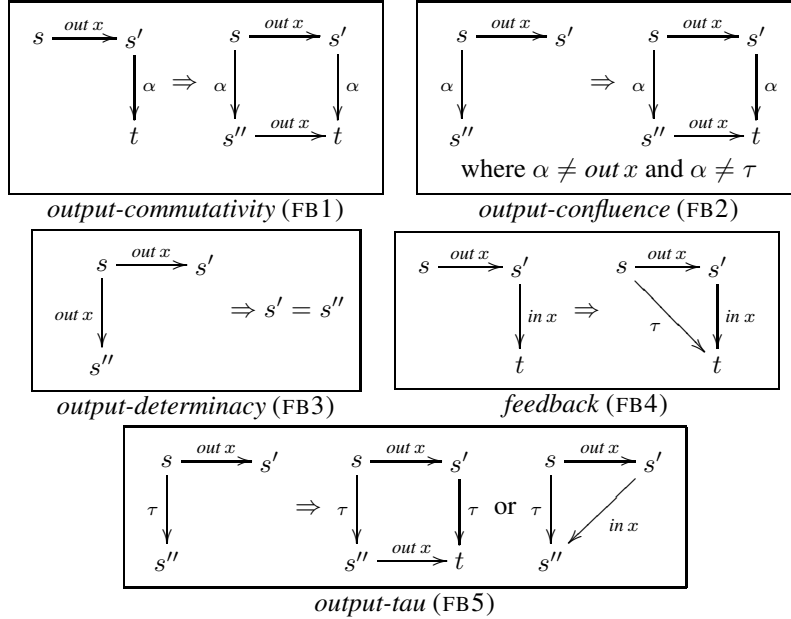 s out x s′ s out x s′
α ⇒ α α
t s′′ out x t
output-commutativity (FB1)
s out x s′ s out x s′
α ⇒ α α
s′′ s′′ out x t
where α ≠ out x and α ≠ τ
output-confluence (FB2)
s out x s′
out x ⇒ s′ = s′′
s′′
output-determinacy (FB3)
s out x s′ s out x s′
in x ⇒ τ in x
t t
feedback (FB4)
s out x s′ s out x s′ s out x s′
τ ⇒ τ τ or τ in x
s′′ s′′ out x t s′′
output-tau (FB5)